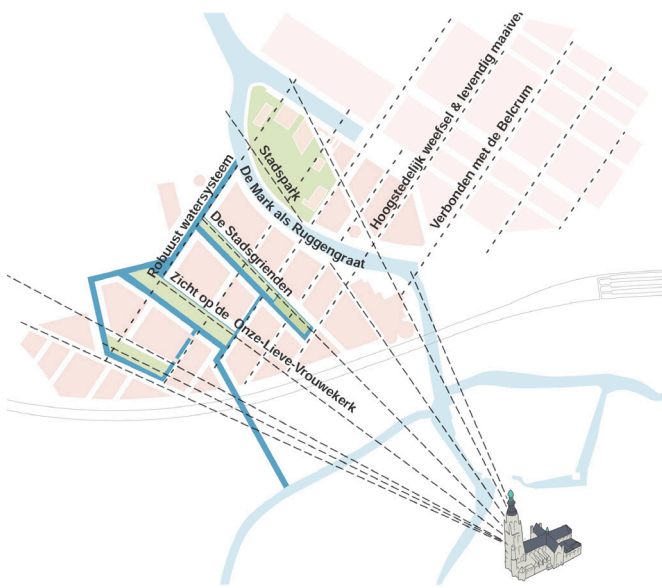 Hoogstedelijk weefsel & levendig maaivel
Verbonden met de Belcrum
Stadspark
De Mark als Ruggengraat
Robuust watersysteem
De Stadsgrienden
Zicht op de Onze-Lieve-Vrouwekerk